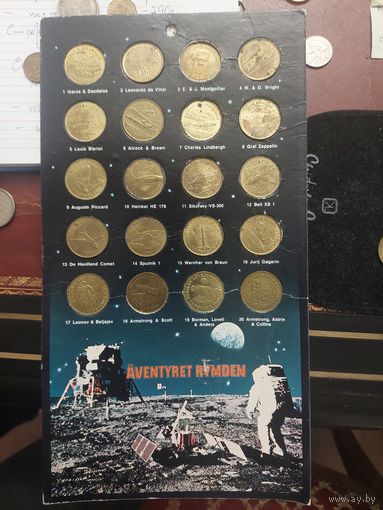 1 Ikaros & Daedalos   2 Leonardo da Vinci   3 E. & J. Montgolfier   4 W. & O. Wright
5 Louis Bleriot   6 Alcock & Brown   7 Charles Lindbergh   8 Graf Zeppelin
9 Auguste Piccard   10 Heinkel HE 178   11 Sikorsky-VS-300   12 Bell XS 1
13 De Havilland Comet   14 Sputnik 1   15 Wernher von Braun   16 Jurij Gagarin
17 Leonov & Beljajev   18 Armstrong & Scott   19 Borman, Lovell & Anders   20 Armstrong, Aldrin & Collins
ÄVENTYRET RYMDEN
www.ay.by